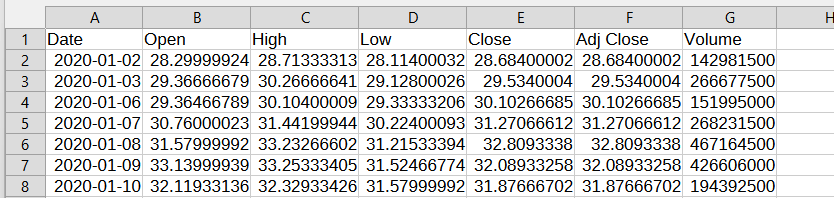 A B C D E F G H
1 Date Open High Low Close Adj Close Volume
2 2020-01-02 28.29999924 28.71333313 28.11400032 28.68400002 28.68400002 142981500
3 2020-01-03 29.36666679 30.26666641 29.12800026 29.5340004 29.5340004 266677500
4 2020-01-06 29.36466789 30.10400009 29.33333206 30.10266685 30.10266685 151995000
5 2020-01-07 30.76000023 31.44199944 30.22400093 31.27066612 31.27066612 268231500
6 2020-01-08 31.57999992 33.23266602 31.21533394 32.8093338 32.8093338 467164500
7 2020-01-09 33.13999939 33.25333405 31.52466774 32.08933258 32.08933258 426606000
8 2020-01-10 32.11933136 32.32933426 31.57999992 31.87666702 31.87666702 194392500